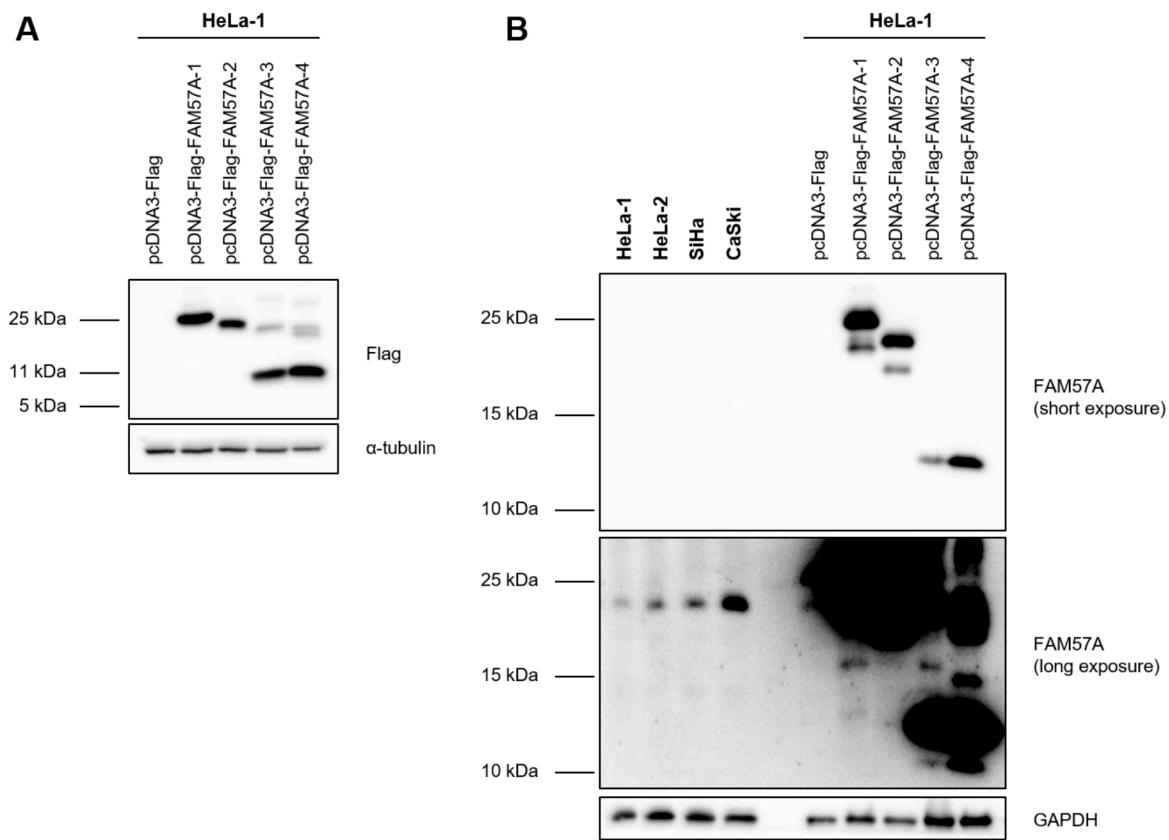 A
HeLa-1
pcDNA3-Flag
pcDNA3-Flag-FAM57A-1
pcDNA3-Flag-FAM57A-2
pcDNA3-Flag-FAM57A-3
pcDNA3-Flag-FAM57A-4
25 kDa
11 kDa
5 kDa
Flag
α-tubulin
B
HeLa-1
HeLa-1
HeLa-2
SiHa
CaSki
pcDNA3-Flag
pcDNA3-Flag-FAM57A-1
pcDNA3-Flag-FAM57A-2
pcDNA3-Flag-FAM57A-3
pcDNA3-Flag-FAM57A-4
25 kDa
15 kDa
10 kDa
FAM57A
(short exposure)
25 kDa
15 kDa
10 kDa
FAM57A
(long exposure)
GAPDH